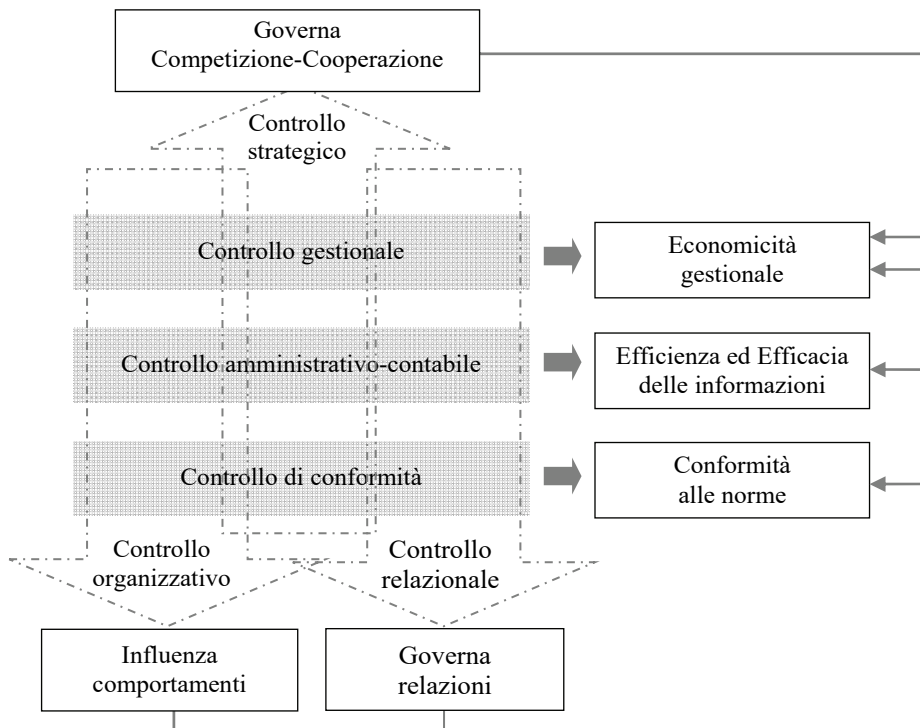 Governa
Competizione-Cooperazione
Controllo
strategico
Controllo gestionale
Economicità
gestionale
Controllo amministrativo-contabile
Efficienza ed Efficacia
delle informazioni
Controllo di conformità
Conformità
alle norme
Controllo
organizzativo
Controllo
relazionale
Influenza
comportamenti
Governa
relazioni